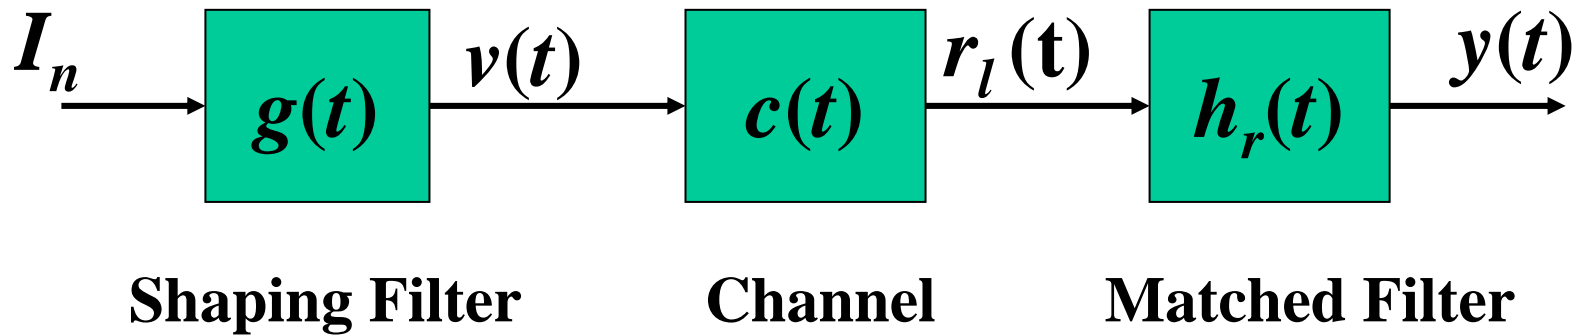 I_n
v(t)
r_l(t)
y(t)
g(t)
c(t)
h_r(t)
Shaping Filter
Channel
Matched Filter